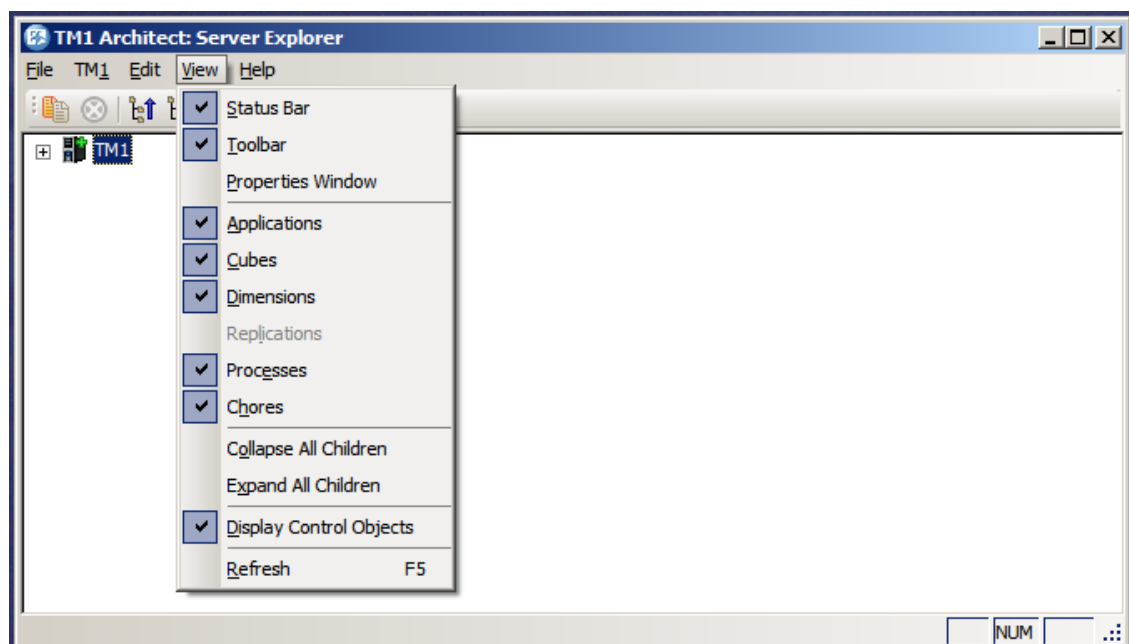 TM1 Architect: Server Explorer
File TM1 Edit View Help
Status Bar
Toolbar
TM1
Properties Window
Applications
Cubes
Dimensions
Replications
Processes
Chores
Collapse All Children
Expand All Children
Display Control Objects
Refresh F5
NUM